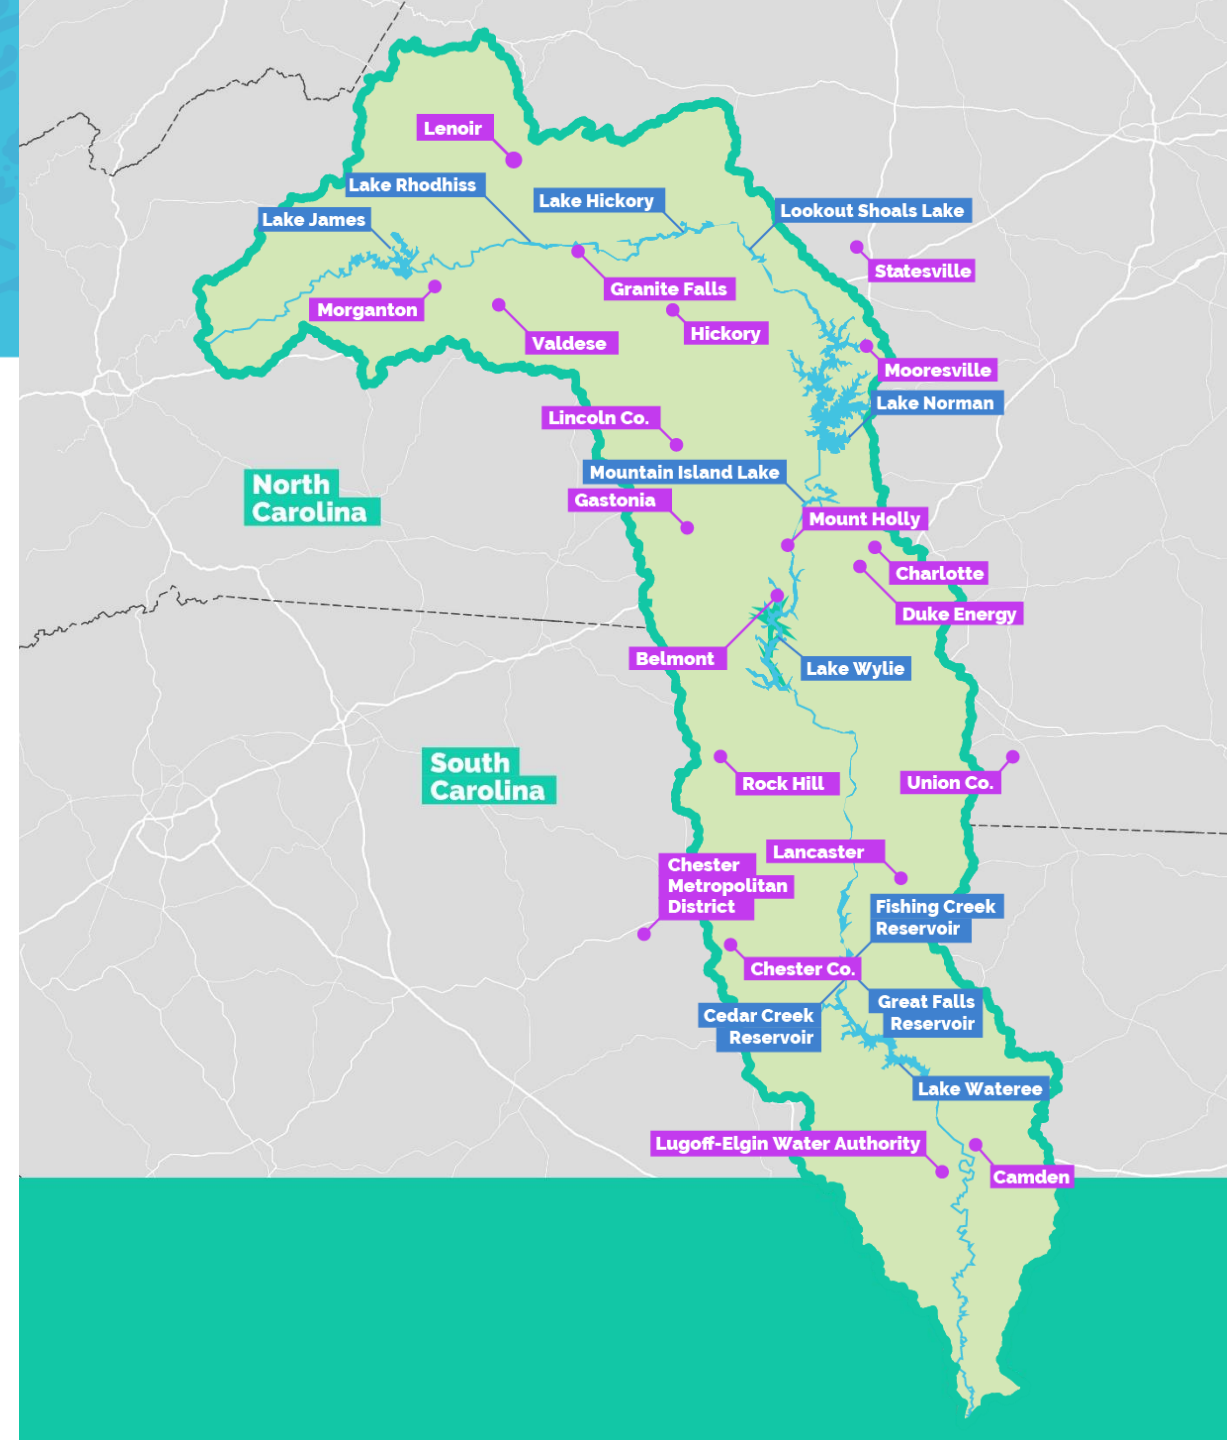 Lenoir
Lake Rhodhiss
Lake Hickory
Lookout Shoals Lake
Lake James
Statesville
Granite Falls
Morganton
Hickory
Valdese
Mooresville
Lake Norman
Lincoln Co.
Mountain Island Lake
North
Carolina
Gastonia
Mount Holly
Charlotte
Duke Energy
Belmont
Lake Wylie
South
Carolina
Rock Hill
Union Co.
Lancaster
Chester
Metropolitan
District
Fishing Creek
Reservoir
Chester Co.
Great Falls
Reservoir
Cedar Creek
Reservoir
Lake Wateree
Lugoff-Elgin Water Authority
Camden